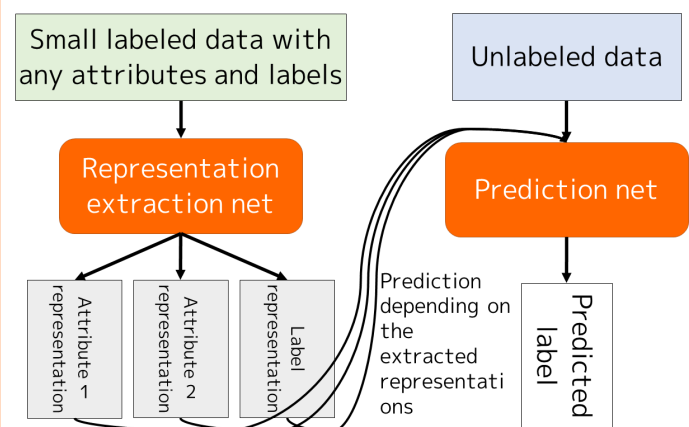 Small labeled data with
any attributes and labels
Unlabeled data
Representation
extraction net
Prediction net
Attribute 1
representation
Attribute 2
representation
Label
representation
Prediction
depending on
the
extracted
representati
ons
Predicted
label